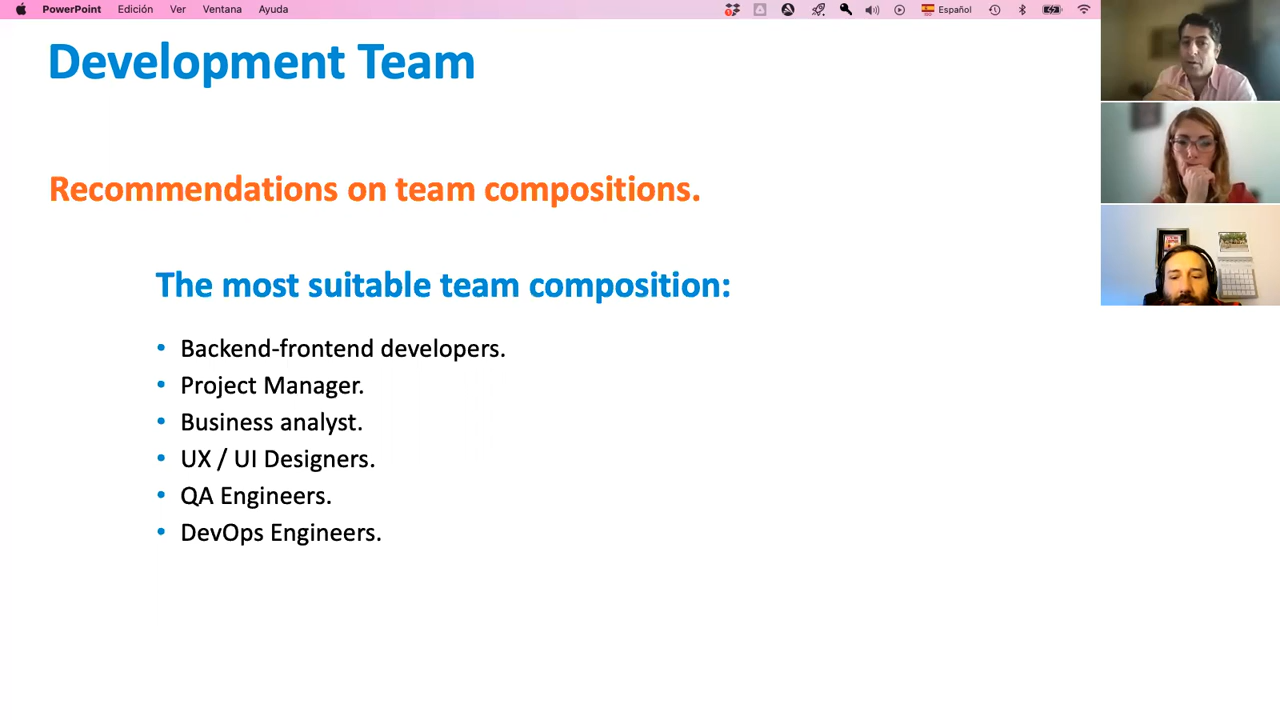 PowerPoint Edición Ver Ventana Ayuda Español
Development Team
Recommendations on team compositions.
The most suitable team composition:
• Backend-frontend developers.
• Project Manager.
• Business analyst.
• UX / UI Designers.
• QA Engineers.
• DevOps Engineers.